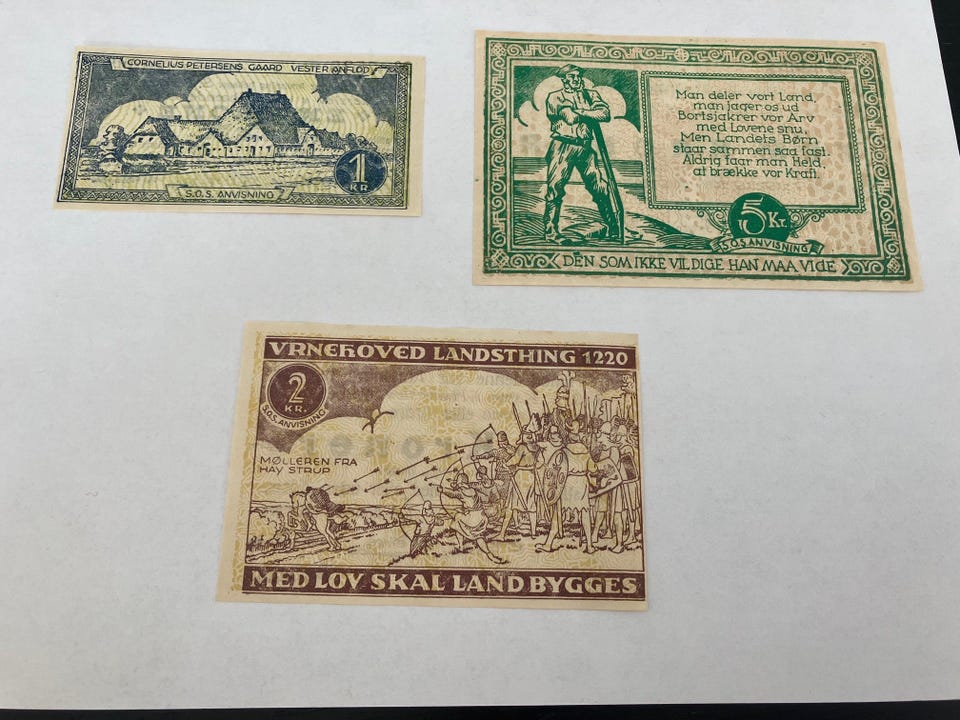 CORNELIUS PETERSENS GAARD VESTER ANFLOD
1
KR
S.O.S. ANVISNING
Man deler vort Land,
man jager os ud
Bortsjakrer vor Arv
med Lovene snu,
Men Landets Børn
staar sammen saa fast.
Aldrig faar man Held,
at brække vor Kraft.
5 Kr.
S.O.S ANVISNING
DEN SOM IKKE VIL DIGE HAN MAA VIGE
VRNEHOVED LANDSTHING 1220
2
KR.
S.O.S. ANVISNING
MØLLEREN FRA
HAY STRUP
MED LOV SKAL LAND BYGGES